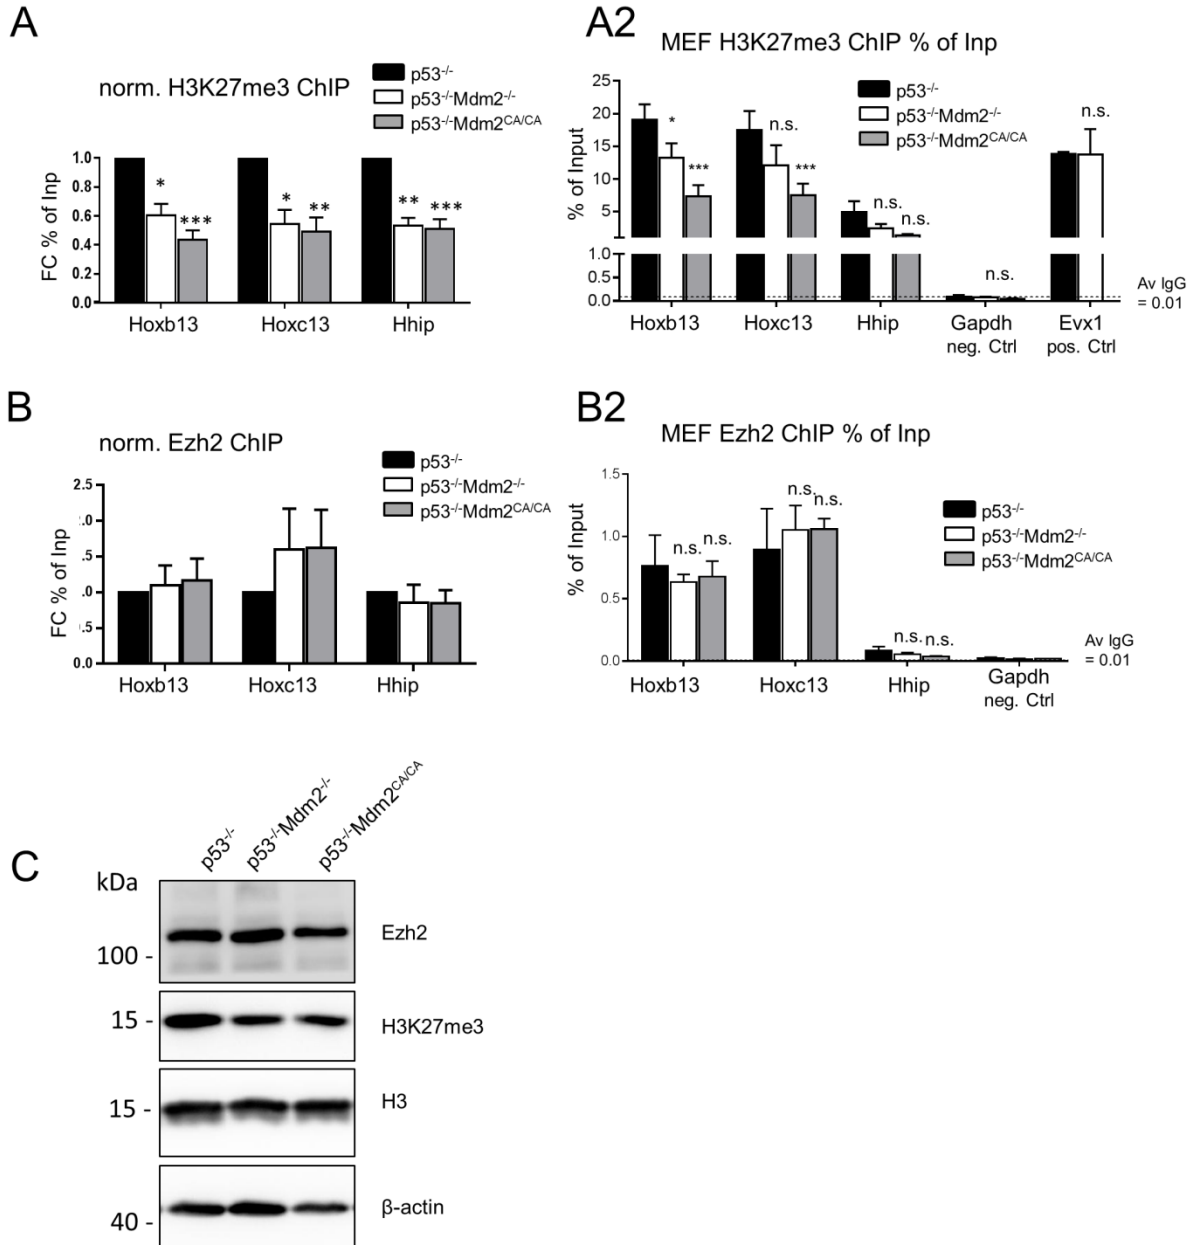 A
norm. H3K27me3 ChIP
p53-/-
p53-/-Mdm2-/-
p53-/-Mdm2CA/CA
FC % of Inp
1.0
0.8
0.6
0.4
0.2
0.0
*
***
*
**
**
***
Hoxb13 Hoxc13 Hhip
A2
MEF H3K27me3 ChIP % of Inp
p53-/-
p53-/-Mdm2-/-
p53-/-Mdm2CA/CA
% of Input
25
20
15
10
5
1.0
0.5
0.0
*
***
n.s.
***
n.s.
n.s.
n.s.
n.s.
Av IgG
= 0.01
Hoxb13 Hoxc13 Hhip Gapdh Evx1
neg. Ctrl pos. Ctrl
B
norm. Ezh2 ChIP
p53-/-
p53-/-Mdm2-/-
p53-/-Mdm2CA/CA
FC % of Inp
2.5
.0
.5
.0
.5
0.0
Hoxb13 Hoxc13 Hhip
B2
MEF Ezh2 ChIP % of Inp
p53-/-
p53-/-Mdm2-/-
p53-/-Mdm2CA/CA
% of Input
1.5
1.0
0.5
0.0
n.s.
n.s.
n.s.
n.s.
n.s.
n.s.
Av IgG
= 0.01
Hoxb13 Hoxc13 Hhip Gapdh
neg. Ctrl
C
p53-/-
p53-/-Mdm2-/-
p53-/-Mdm2CA/CA
kDa
100 -
Ezh2
15 -
H3K27me3
15 -
H3
40 -
β-actin